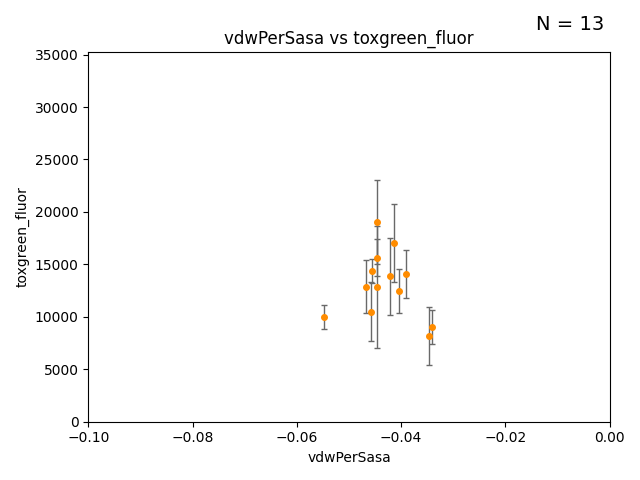 N = 13
vdwPerSasa vs toxgreen_fluor
35000
30000
25000
20000
15000
10000
5000
0
toxgreen_fluor
−0.10 −0.08 −0.06 −0.04 −0.02 0.00
vdwPerSasa